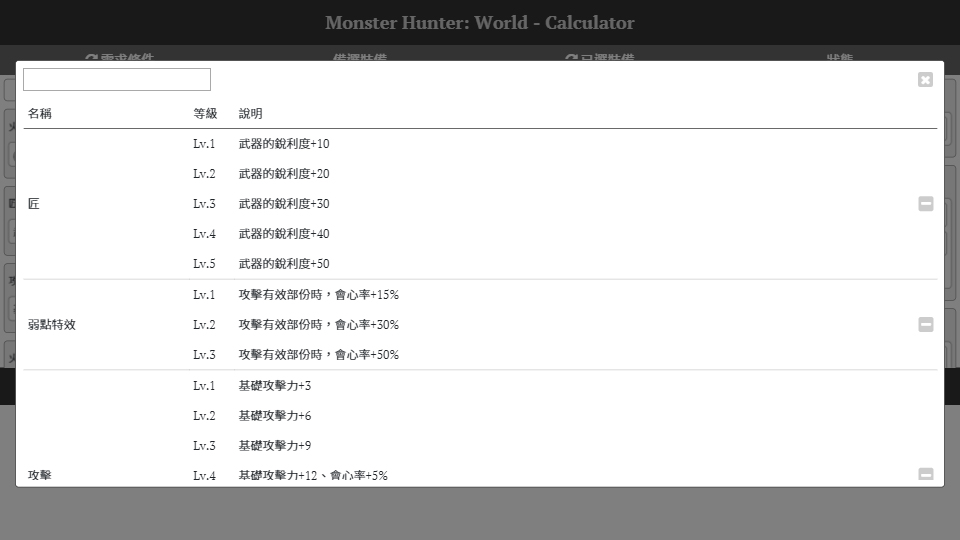 Monster Hunter: World - Calculator
名稱 等級 說明
Lv.1 武器的銳利度+10
Lv.2 武器的銳利度+20
匠 Lv.3 武器的銳利度+30
Lv.4 武器的銳利度+40
Lv.5 武器的銳利度+50
Lv.1 攻擊有效部份時，會心率+15%
弱點特效 Lv.2 攻擊有效部份時，會心率+30%
Lv.3 攻擊有效部份時，會心率+50%
Lv.1 基礎攻擊力+3
Lv.2 基礎攻擊力+6
Lv.3 基礎攻擊力+9
攻擊 Lv.4 基礎攻擊力+12、會心率+5%